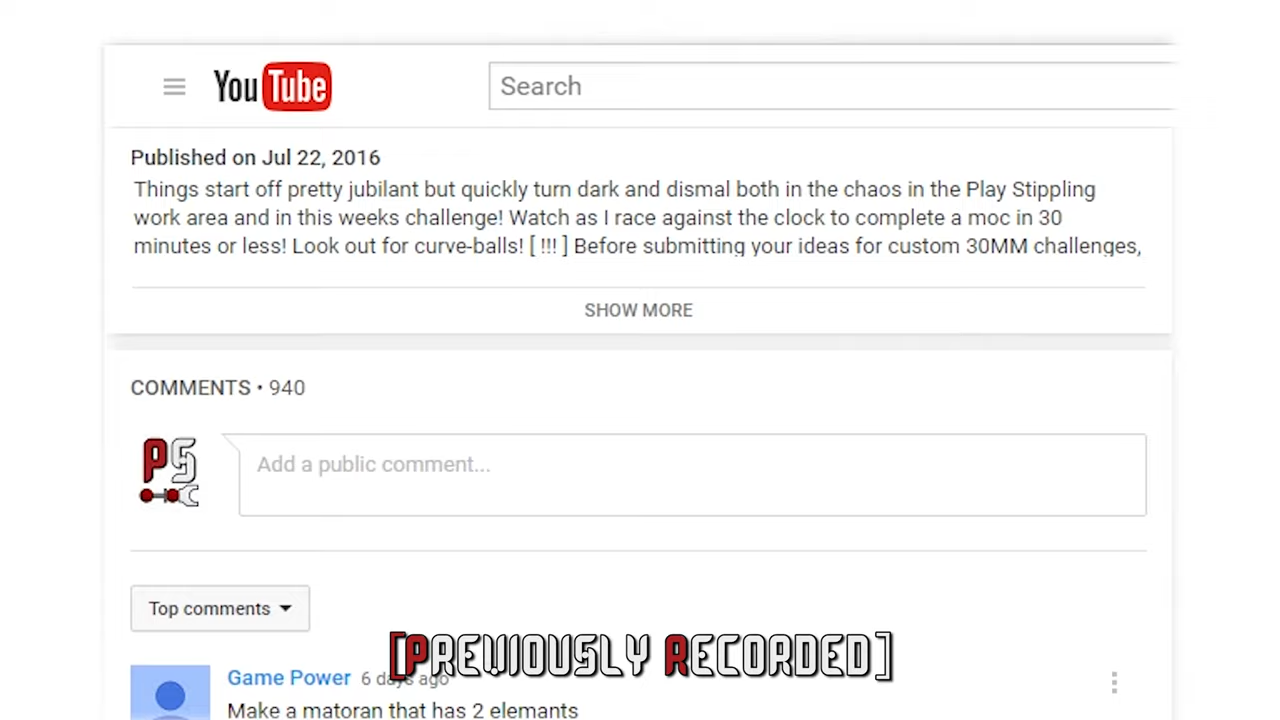 YouTube
Search
Published on Jul 22, 2016
Things start off pretty jubilant but quickly turn dark and dismal both in the chaos in the Play Stippling
work area and in this weeks challenge! Watch as I race against the clock to complete a moc in 30
minutes or less! Look out for curve-balls! [ !!! ] Before submitting your ideas for custom 30MM challenges,
SHOW MORE
COMMENTS • 940
PS
Add a public comment...
Top comments
[Previously Recorded]
Game Power 6 days ago
Make a matoran that has 2 elemants